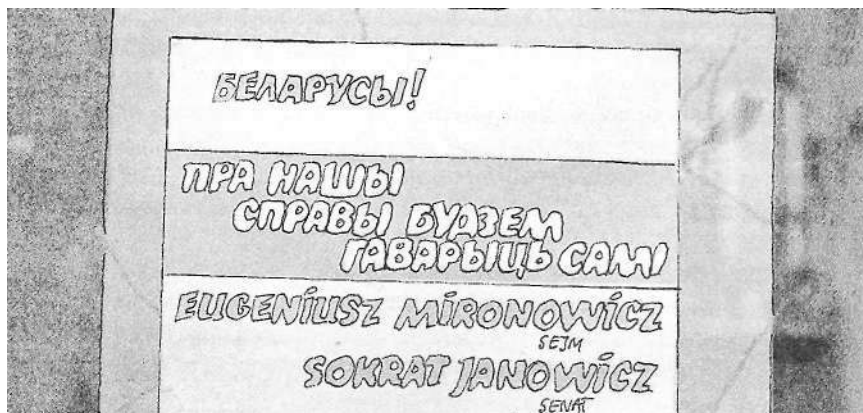 БЕЛАРУСЫ!
ПРА НАШЫ
СПРАВЫ БУДЗЕМ
ГАВАРЫЦЬ САМІ
EUGENIUSZ MIRONOWICZ
SEJM
SOKRAT JANOWICZ
SENAT